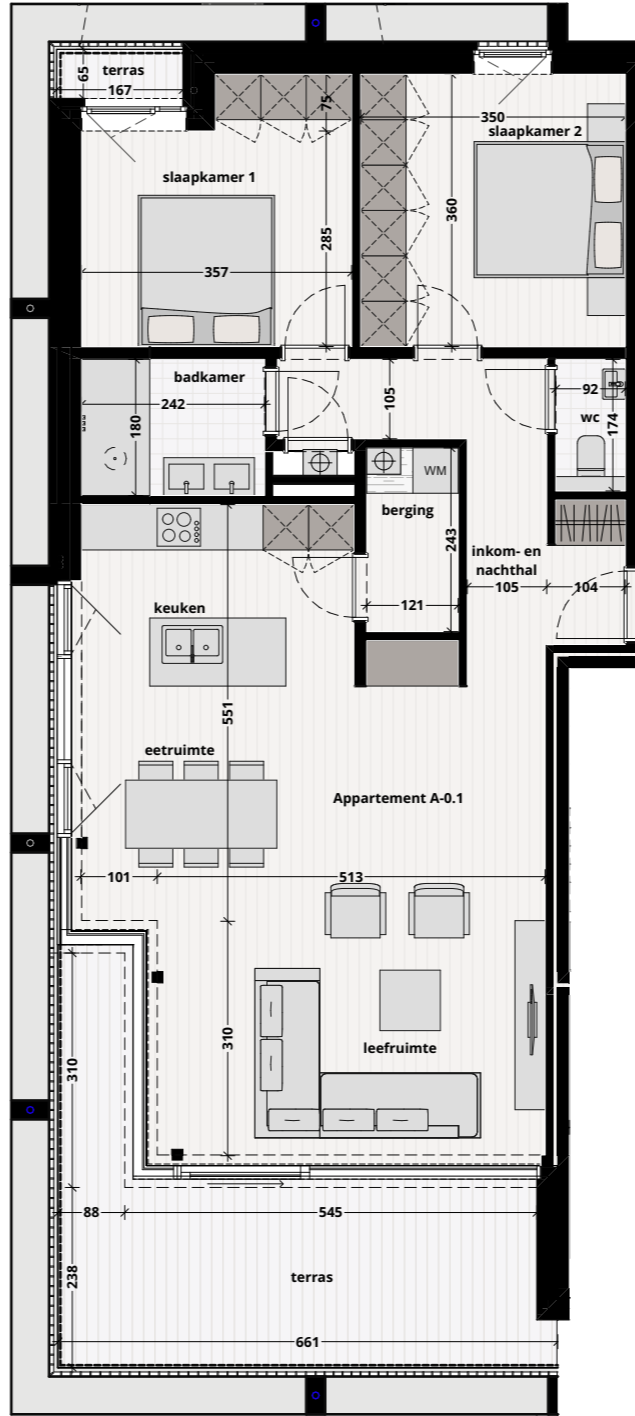 65
terras
167
75
350
slaapkamer 2
slaapkamer 1
360
285
357
badkamer
242
180
105
92
wc
174
WM
berging
243
inkom- en
nachthal
105
104
121
keuken
551
eetruimte
Appartement A-0.1
101
513
310
310
leefruimte
88
545
238
terras
661